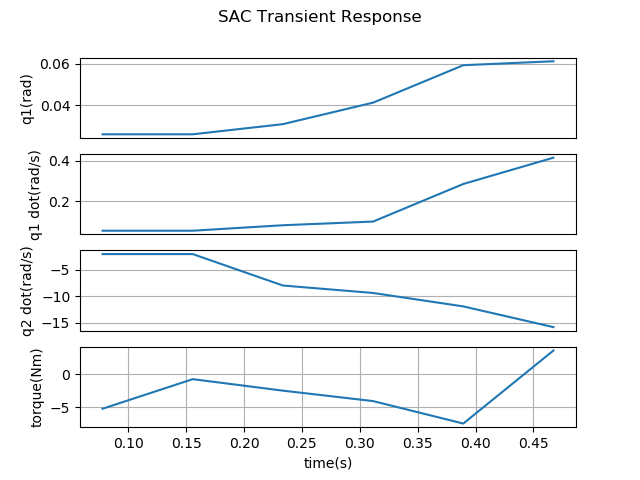 SAC Transient Response
0.06
0.04
q1(rad)
0.4
0.2
q1 dot(rad/s)
−5
−10
−15
q2 dot(rad/s)
0
−5
torque(Nm)
0.10 0.15 0.20 0.25 0.30 0.35 0.40 0.45
time(s)